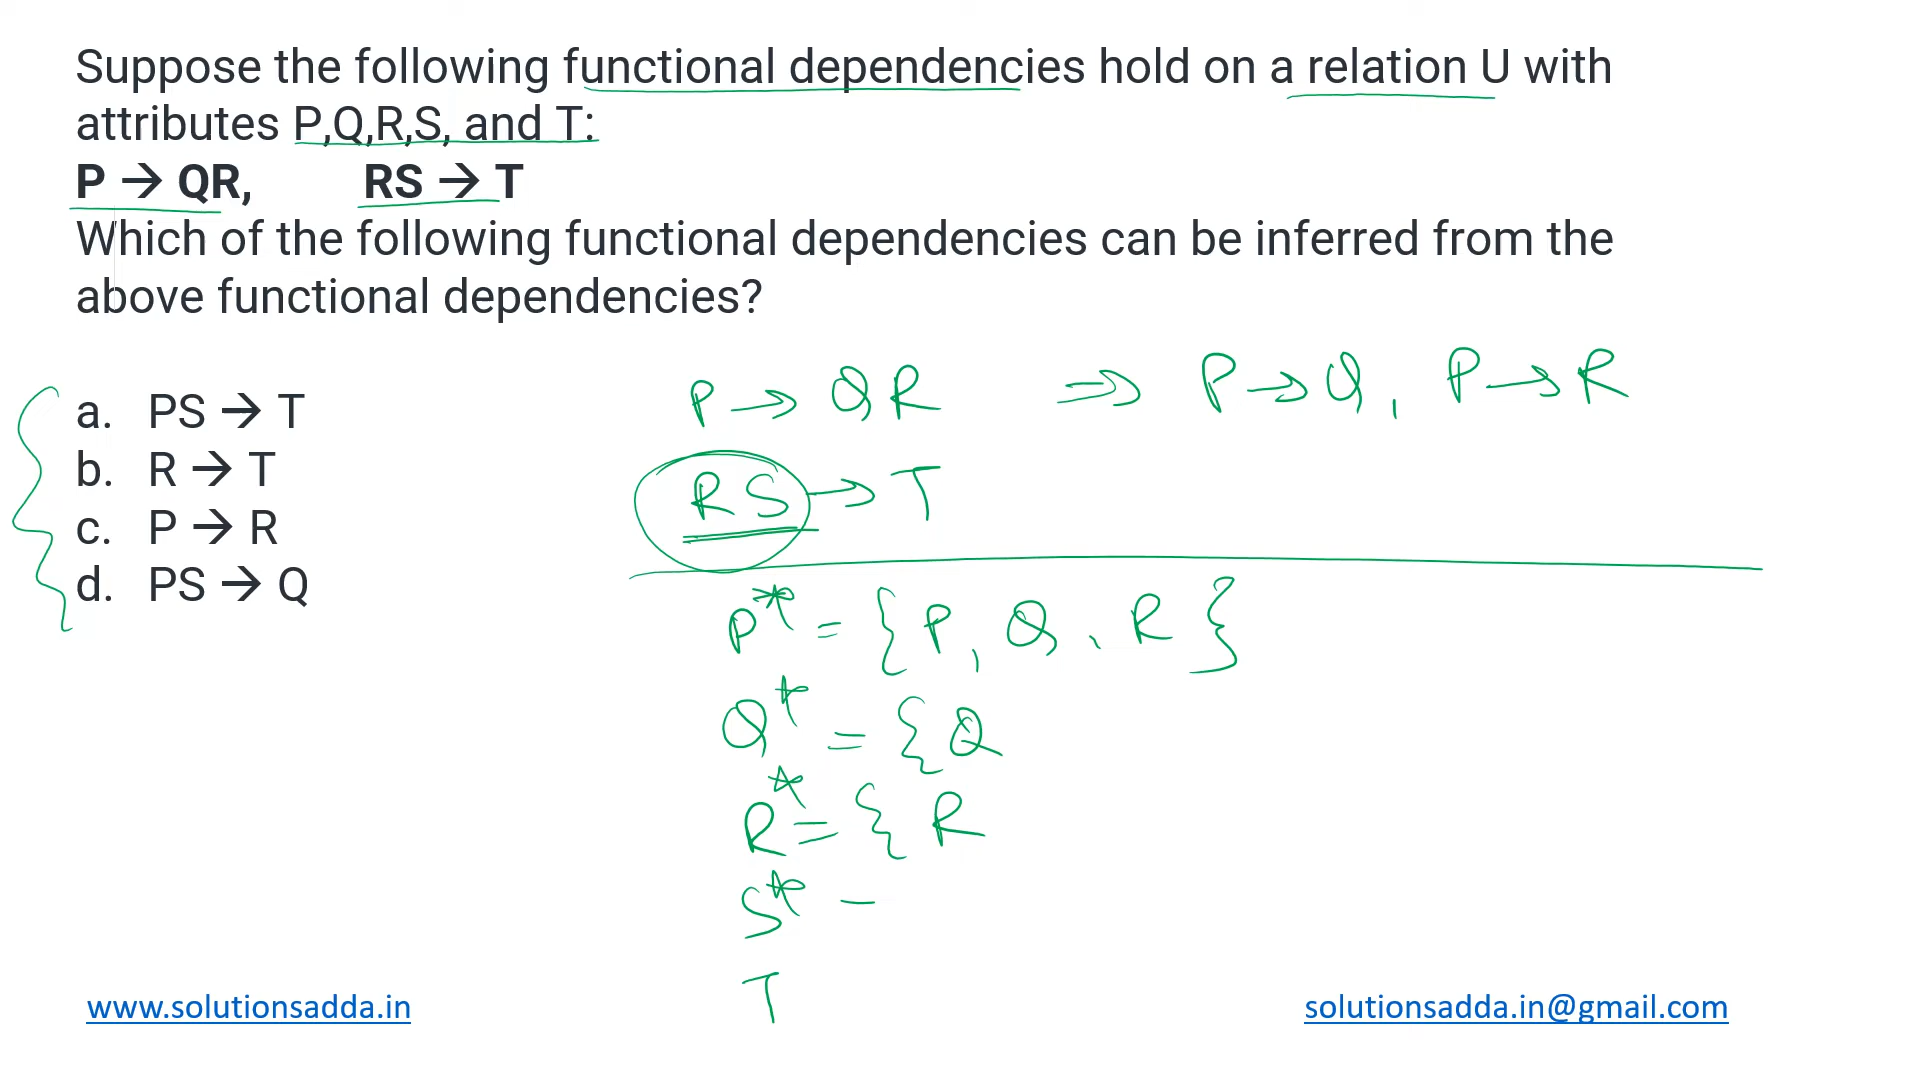 Suppose the following functional dependencies hold on a relation U with
attributes P,Q,R,S, and T:
P → QR, RS → T
Which of the following functional dependencies can be inferred from the
above functional dependencies?
a. PS → T
b. R → T
c. P → R
d. PS → Q
P → QR ⇒ P → Q, P → R
RS → T
P* = {P, Q, R}
Q* = {Q
R* = { R
S* -
T
www.solutionsadda.in
solutionsadda.in@gmail.com